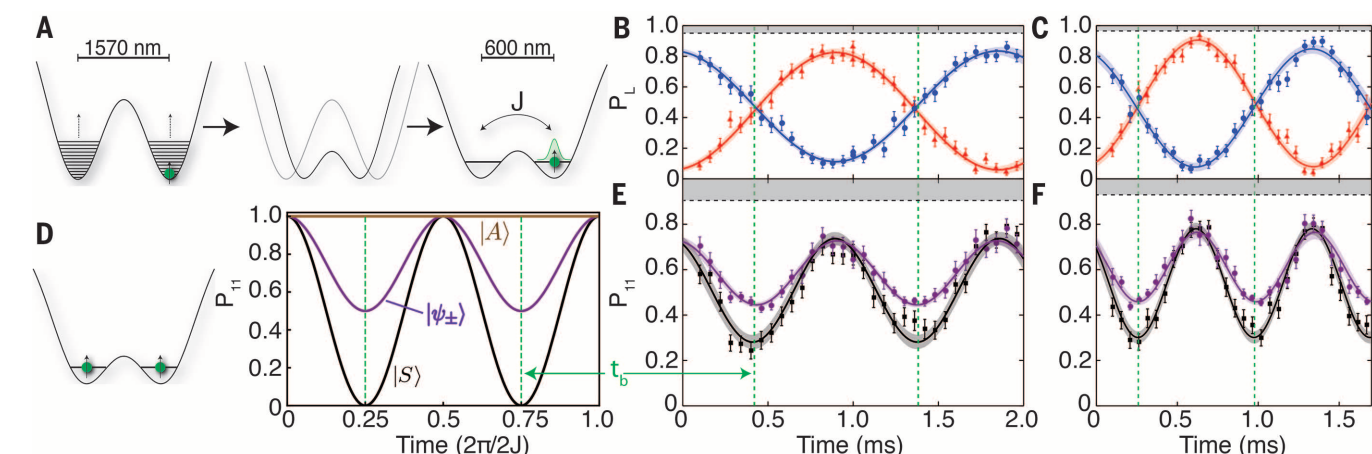 A
1570 nm
600 nm
J
B
P_L
1.0
0.8
0.6
0.4
0.2
0
C
1.0
0.8
0.6
0.4
0.2
0
D
P_11
1.0
0.8
0.6
0.4
0.2
0
|A⟩
|ψ±⟩
|S⟩
0 0.25 0.5 0.75 1.0
Time (2π/2J)
t_b
E
P_11
0.8
0.6
0.4
0.2
0 0.5 1.0 1.5 2.0
Time (ms)
F
0.8
0.6
0.4
0.2
0 0.5 1.0 1.5
Time (ms)